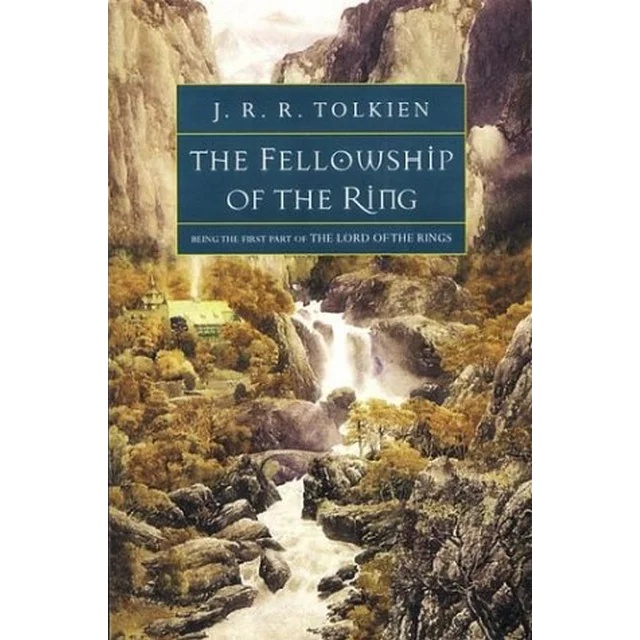 J. R. R. TOLKIEN
THE FELLOWSHIP
OF THE RING
BEING THE FIRST PART OF THE LORD OF THE RINGS